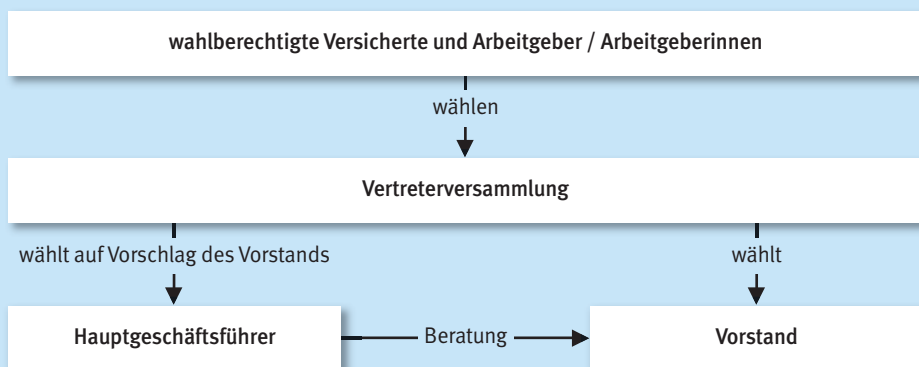 wahlberechtigte Versicherte und Arbeitgeber / Arbeitgeberinnen
wählen
Vertreterversammlung
wählt auf Vorschlag des Vorstands
wählt
Hauptgeschäftsführer
Beratung
Vorstand